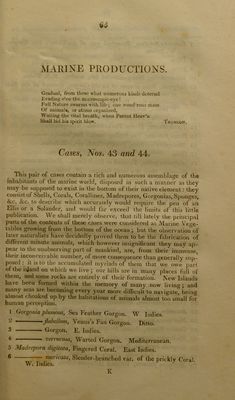 65
MARINE PRODUCTIONS.
Gradual, from these what numerous kinds descend
Evading e'en the microscopic eye!
Full Nature swarms with life; one wond'rous mass
Of animals, or atoms organized,
Waiting the vital breath, when Parent Heav'n
Shall bid his spirit blow. THOMSON.
Cases, Nos. 43 and 44.
This pair of cases contain a rich and numerous assemblage of the
inhabitants of the marine world, disposed in such a manner as they
may be supposed to exist in the bottom of their native element: they
consist of Shells, Corals, Corallines, Madrepores, Gorgonias, Sponges,
&c. &c. to describe which accurately would require the pen of an
Ellis or a Solander, and would far exceed the limits of this little
publication. We shall merely observe, that till lately the principal
parts of the contents of these cases were considered as Marine Vege-
tables growing from the bottom of the ocean; but the observation of
later naturalists have decidedly proved them to be the fabrication of
different minute animals, which however insignificant they may ap-
pear to the unobserving part of mankind, are, from their immense,
their inconceivable number, of more consequence than generally sup-
posed: it is to the accumulated myriads of them that we owe part
of the island on which we live; our hills are in many places full of
them, and some rocks are entirely of their formation. New Islands
have been formed within the memory of many now living; and
many seas are becoming every year more difficult to navigate, being
almost choaked up by the habitations of animals almost too small for
human perception.
1 Gorgonia plumosa, Sea Feather Gorgon. W. Indies.
2 ——— flabellum, Venus's Fan Gorgon. Ditto.
3 ——— Gorgon. E. Indies.
4 ——— verrucosa, Warted Gorgon. Mediterranean.
5 Madrepora digitata, Fingered Coral. East Indies.
6 ——— muricata, Slender-branched var. of the prickly Coral.
W. Indies.
K